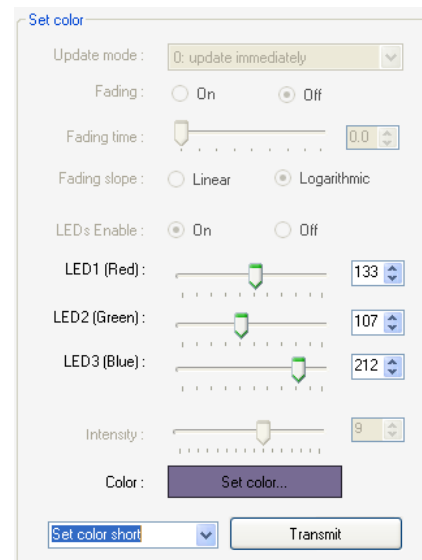 Set color
Update mode : 0: update immediately
Fading : On Off
Fading time : 0.0
Fading slope : Linear Logarithmic
LEDs Enable : On Off
LED1 (Red) : 133
LED2 (Green) : 107
LED3 (Blue) : 212
Intensity : 9
Color : Set color...
Set color short Transmit